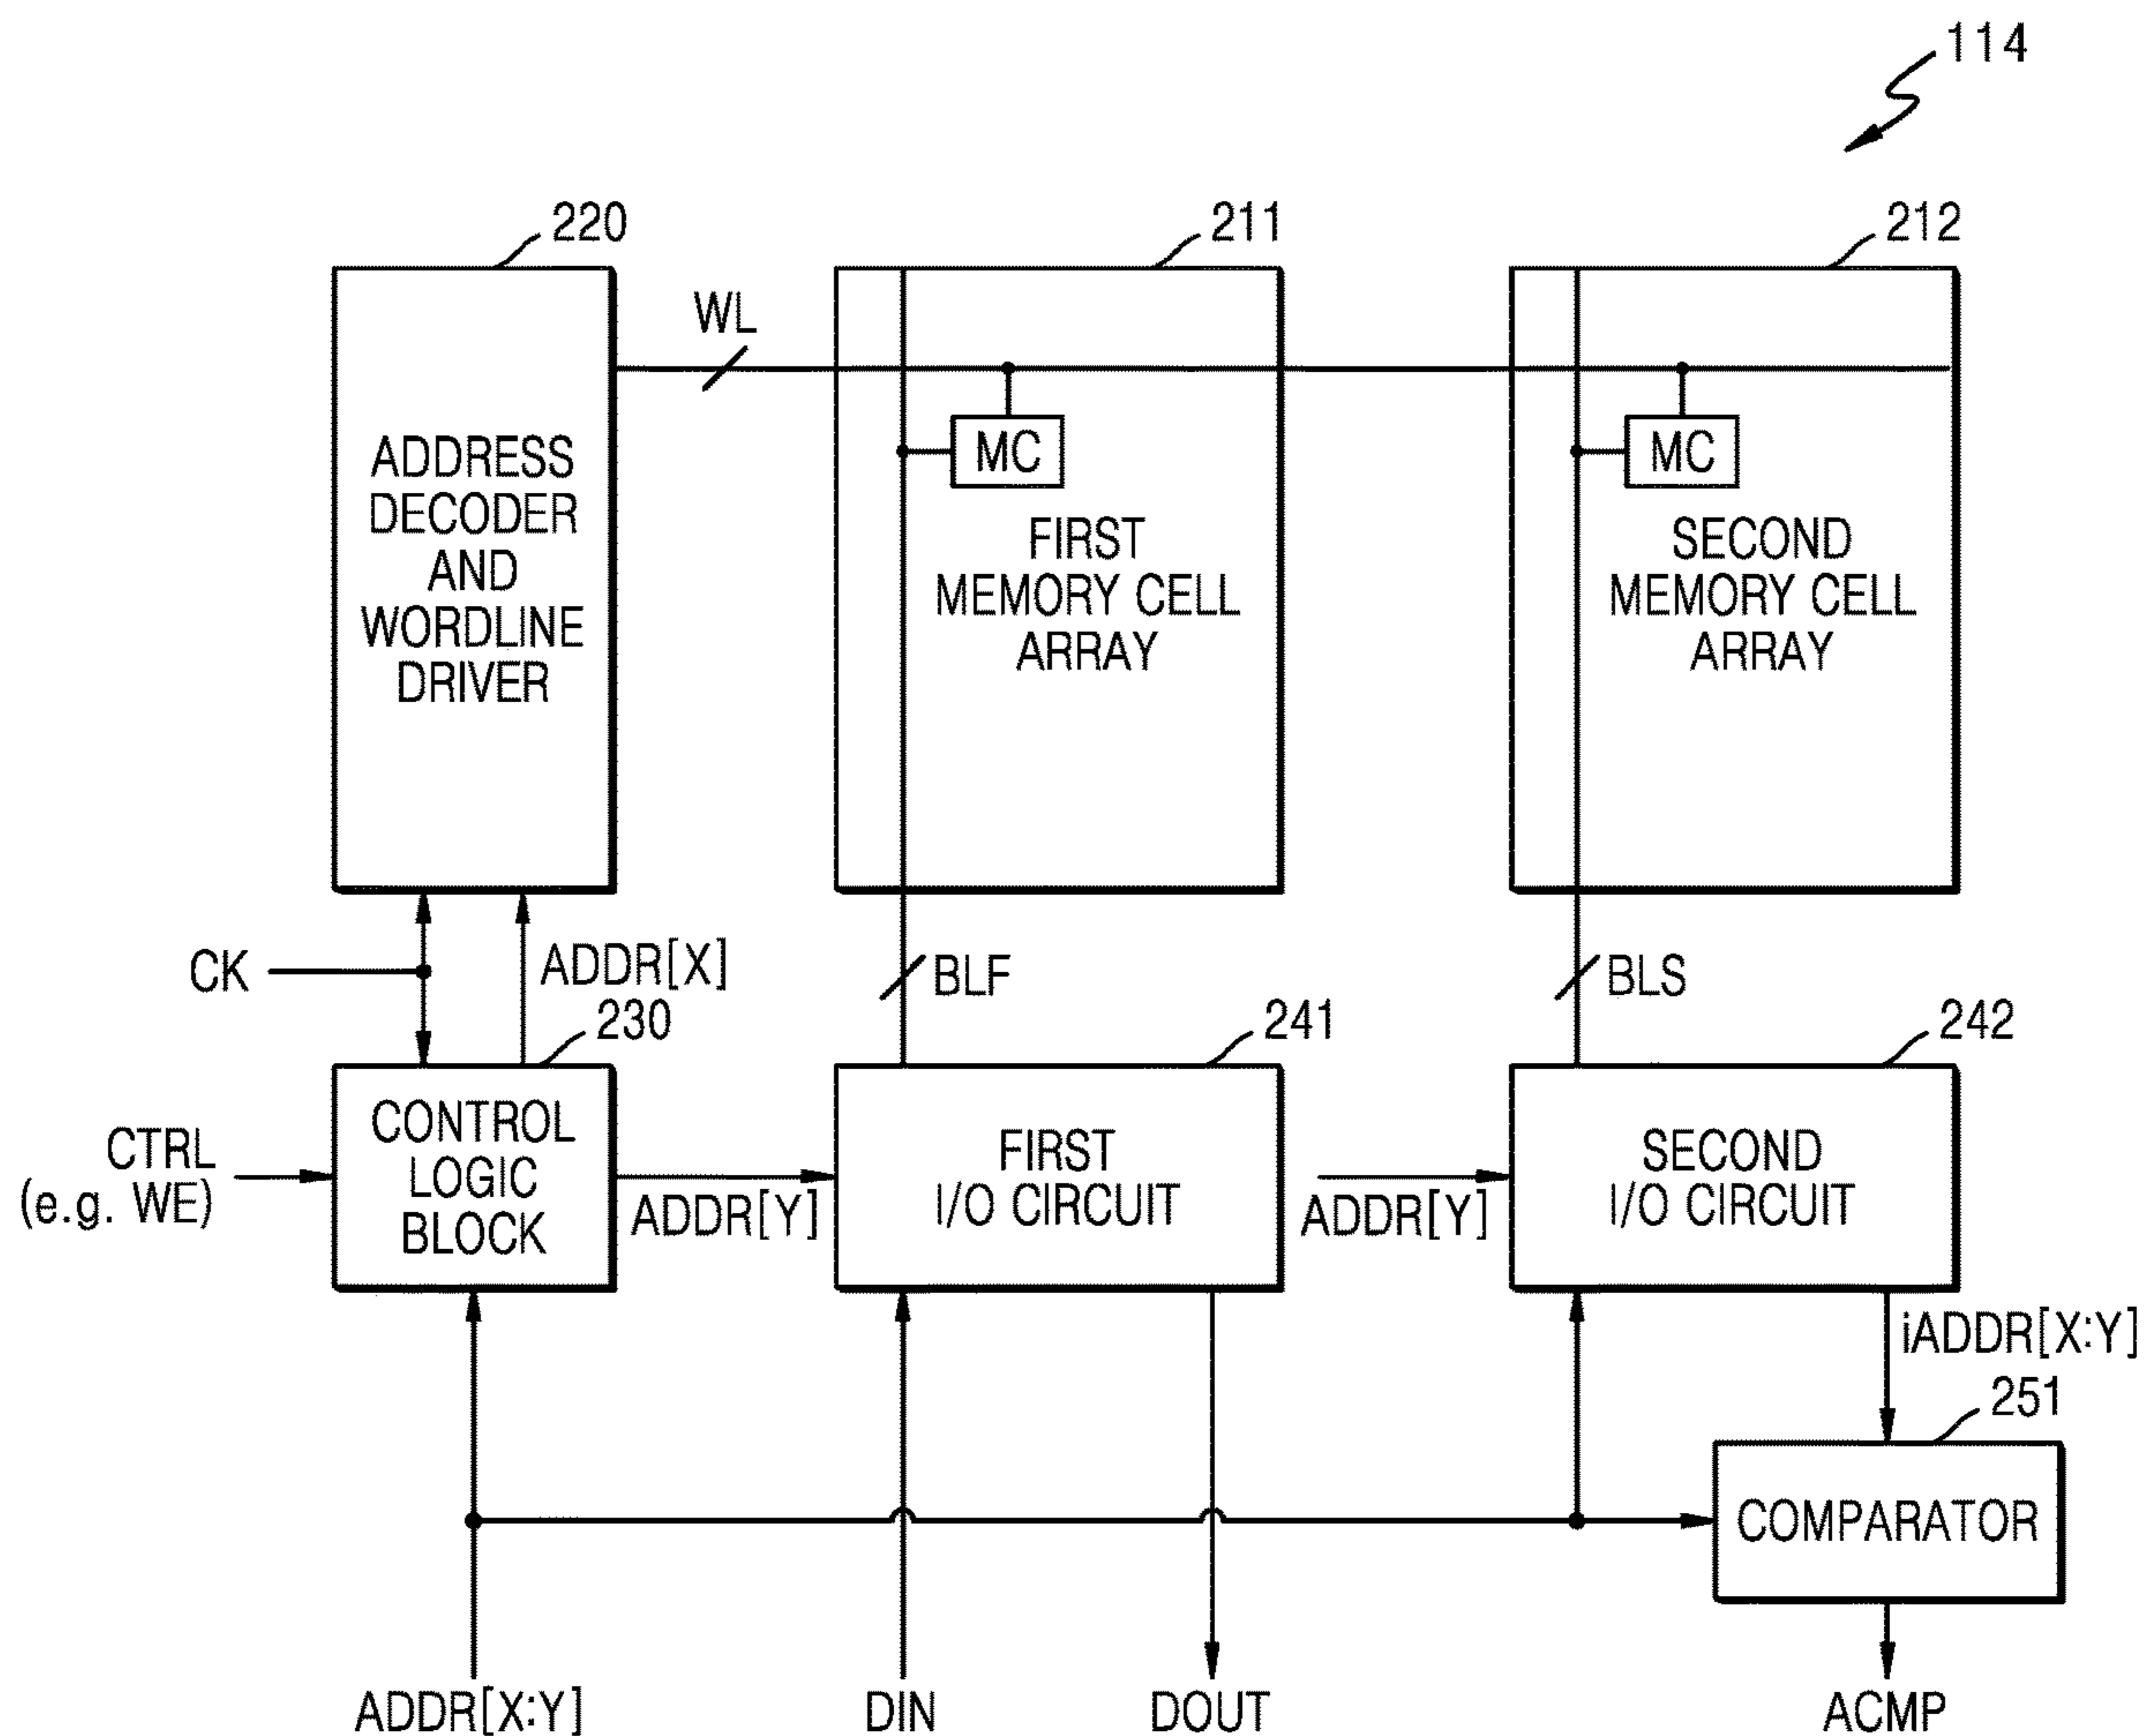 114
220
211
212
WL
MC
MC
ADDRESS
DECODER
AND
WORDLINE
DRIVER
FIRST
MEMORY CELL
ARRAY
SECOND
MEMORY CELL
ARRAY
CK
ADDR[X]
BLF
BLS
230
241
242
CTRL
(e.g. WE)
CONTROL
LOGIC
BLOCK
ADDR[Y]
FIRST
I/O CIRCUIT
ADDR[Y]
SECOND
I/O CIRCUIT
iADDR[X:Y]
251
COMPARATOR
ADDR[X:Y]
DIN
DOUT
ACMP